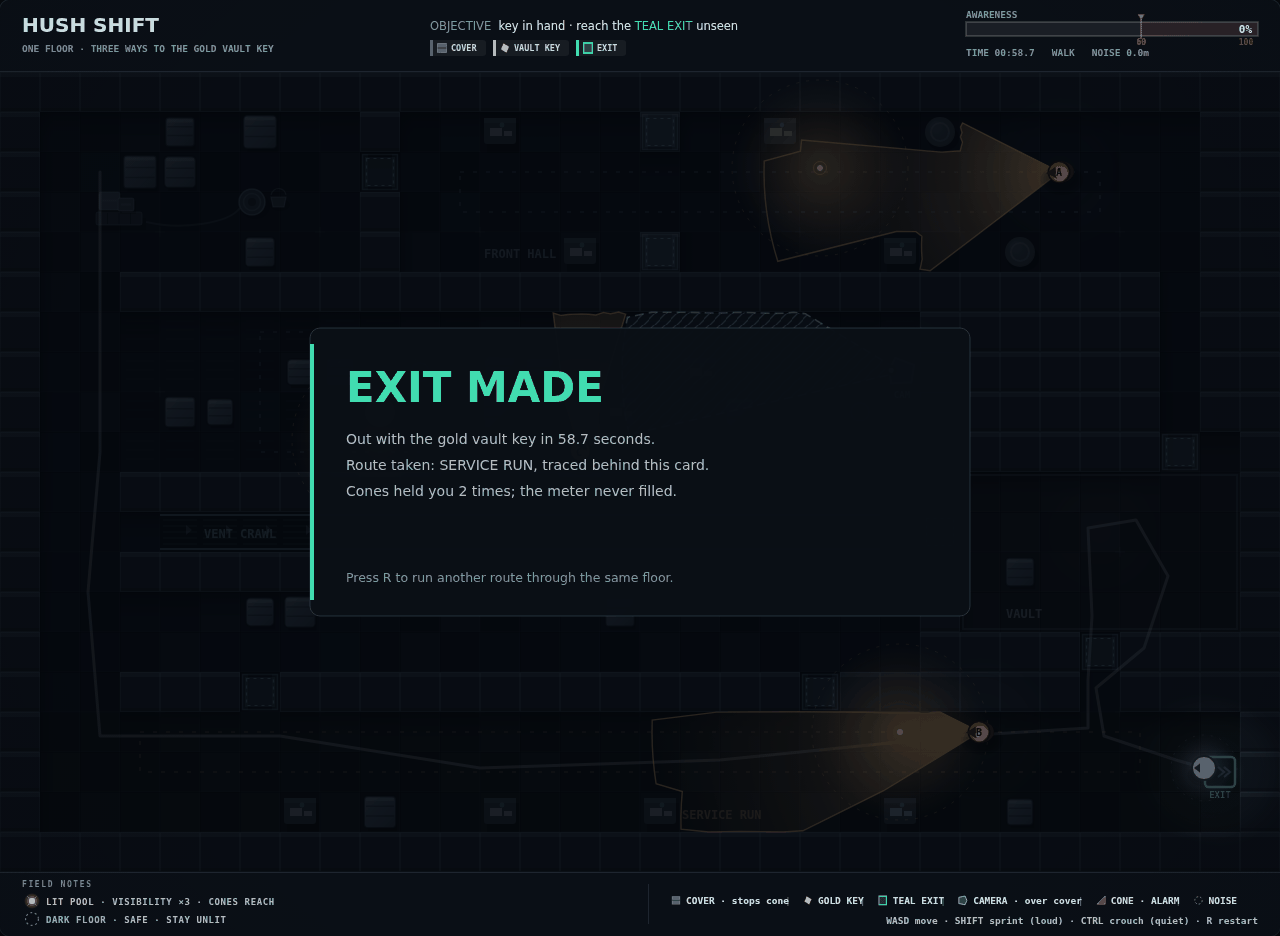 HUSH SHIFT
ONE FLOOR · THREE WAYS TO THE GOLD VAULT KEY
OBJECTIVE key in hand · reach the TEAL EXIT unseen
COVER VAULT KEY EXIT
AWARENESS
0%
60 100
TIME 00:58.7 WALK NOISE 0.0m
A
FRONT HALL
EXIT MADE
Out with the gold vault key in 58.7 seconds.
Route taken: SERVICE RUN, traced behind this card.
Cones held you 2 times; the meter never filled.
Press R to run another route through the same floor.
VENT CRAWL
VAULT
B
EXIT
SERVICE RUN
FIELD NOTES
LIT POOL · VISIBILITY ×3 · CONES REACH
DARK FLOOR · SAFE · STAY UNLIT
COVER · stops cone GOLD KEY TEAL EXIT CAMERA · over cover CONE · ALARM NOISE
WASD move · SHIFT sprint (loud) · CTRL crouch (quiet) · R restart